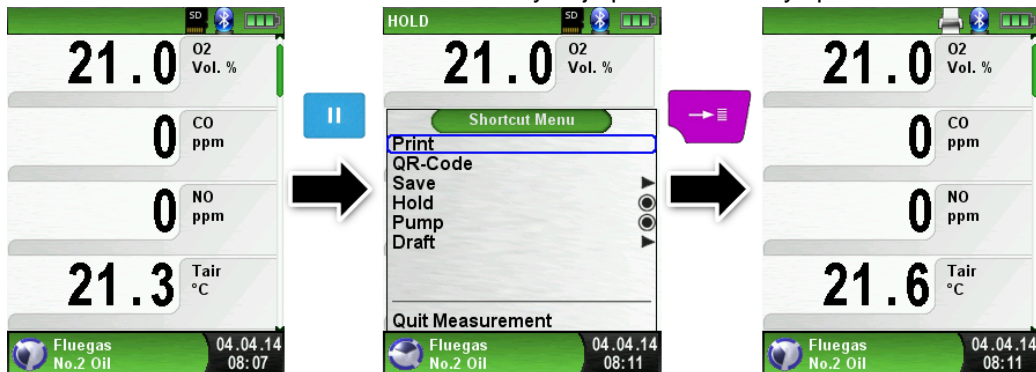 SD
21.0 O2
Vol. %
0 CO
ppm
0 NO
ppm
21.3 Tair
°C
Fluegas 04.04.14
No.2 Oil 08:07
HOLD SD
21.0 O2
Vol. %
Shortcut Menu
Print
QR-Code
Save
Hold
Pump
Draft
Quit Measurement
Fluegas 04.04.14
No.2 Oil 08:11
21.0 O2
Vol. %
0 CO
ppm
0 NO
ppm
21.6 Tair
°C
Fluegas 04.04.14
No.2 Oil 08:11